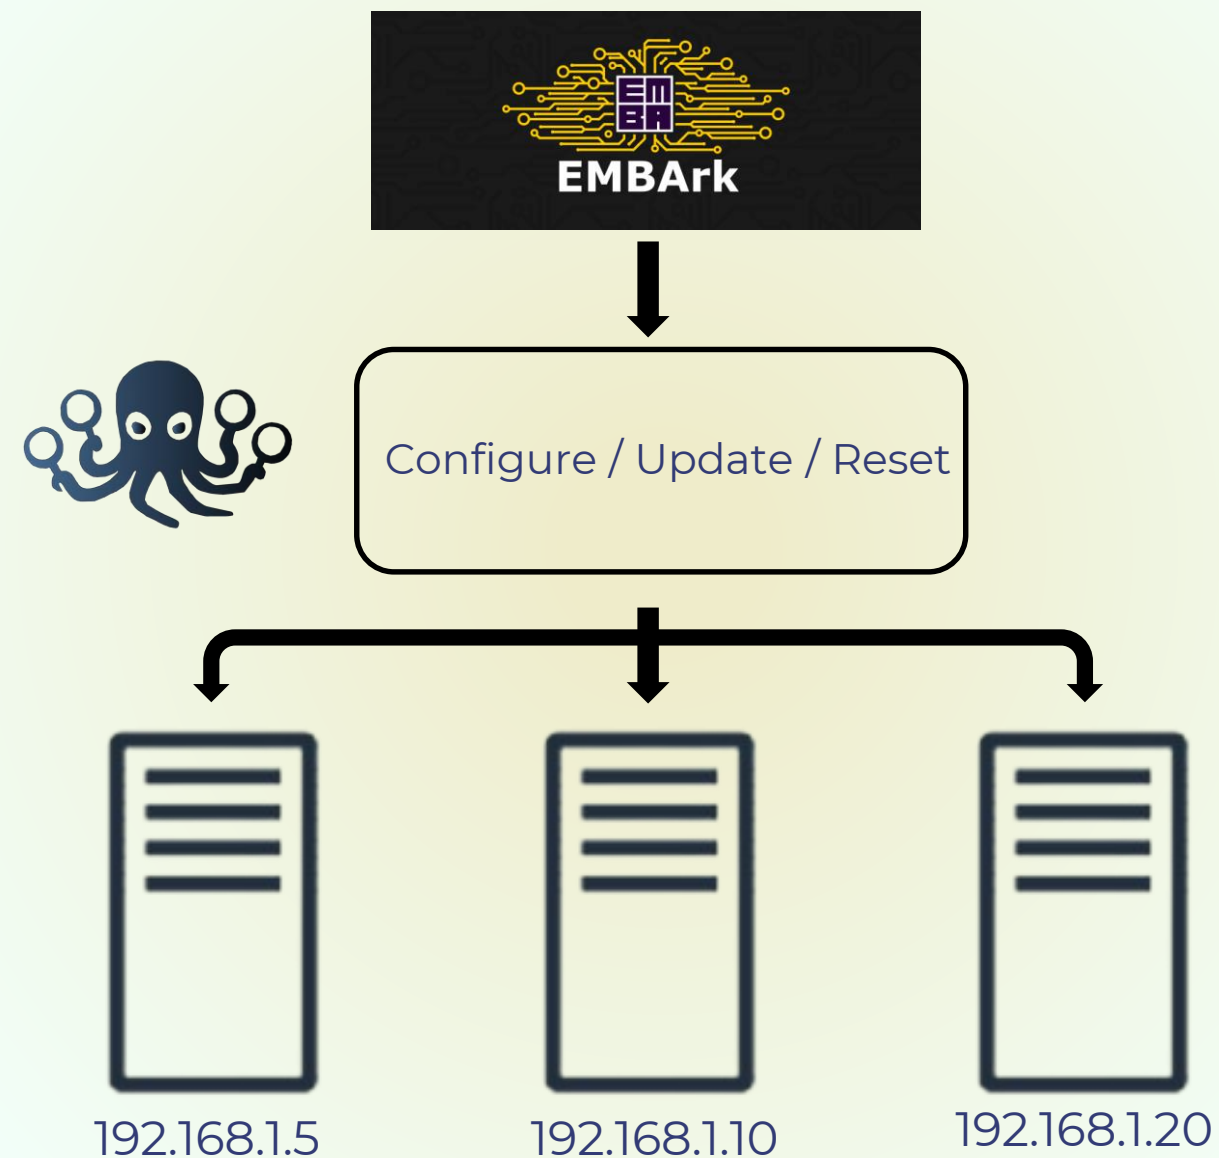 EM
BA
EMBArk
Configure / Update / Reset
192.168.1.5
192.168.1.10
192.168.1.20